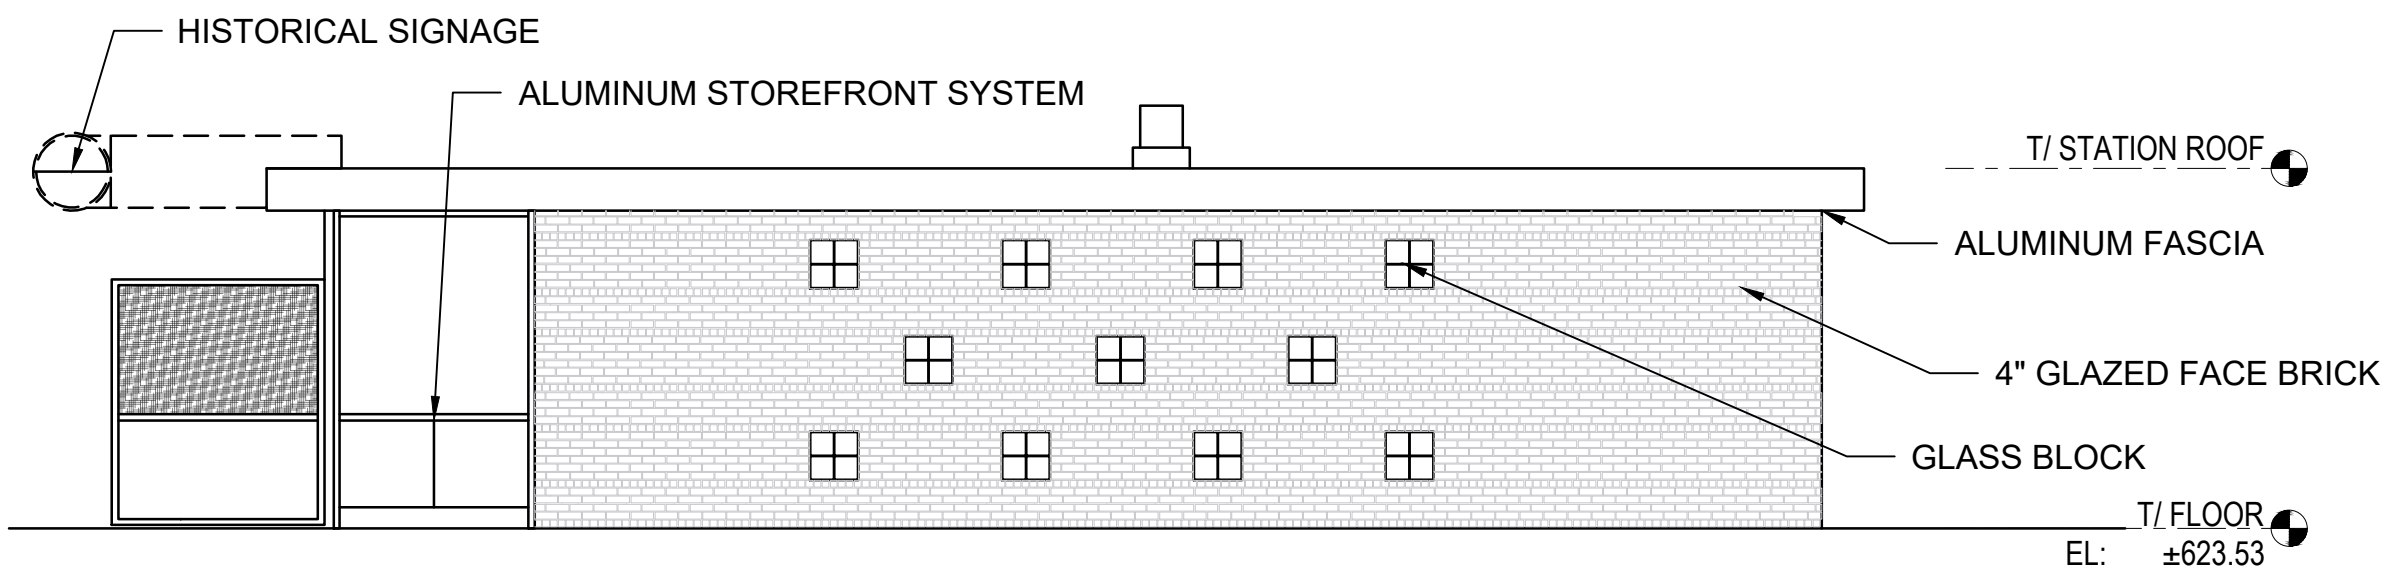 HISTORICAL SIGNAGE
ALUMINUM STOREFRONT SYSTEM
T/ STATION ROOF
ALUMINUM FASCIA
4" GLAZED FACE BRICK
GLASS BLOCK
T/ FLOOR
EL: ±623.53